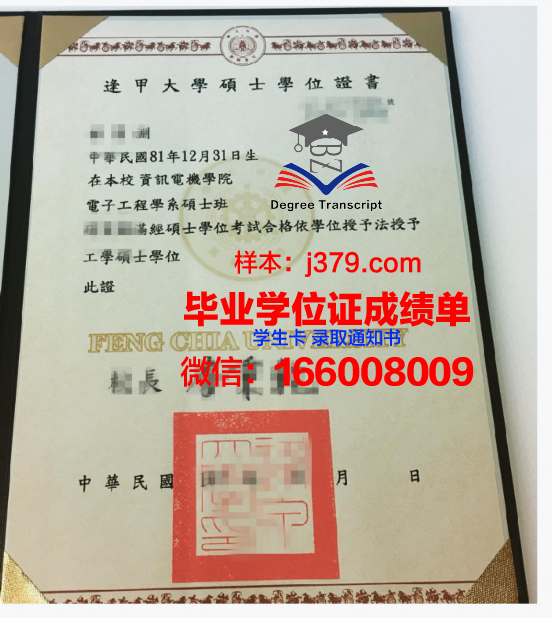 逢甲大學碩士學位證書
號
中華民國81年12月31日生
在本校 資訊電機學院
電子工程學系碩士班
滿經碩士學位考試合格依學位授予法授予
工學碩士學位
此證
Degree Transcript
样本：j379.com
毕业学位证成绩单
学生卡 录取通知书
FENG CHIA UNIVERSITY
校長
微信：166008009
中華民國 月 日